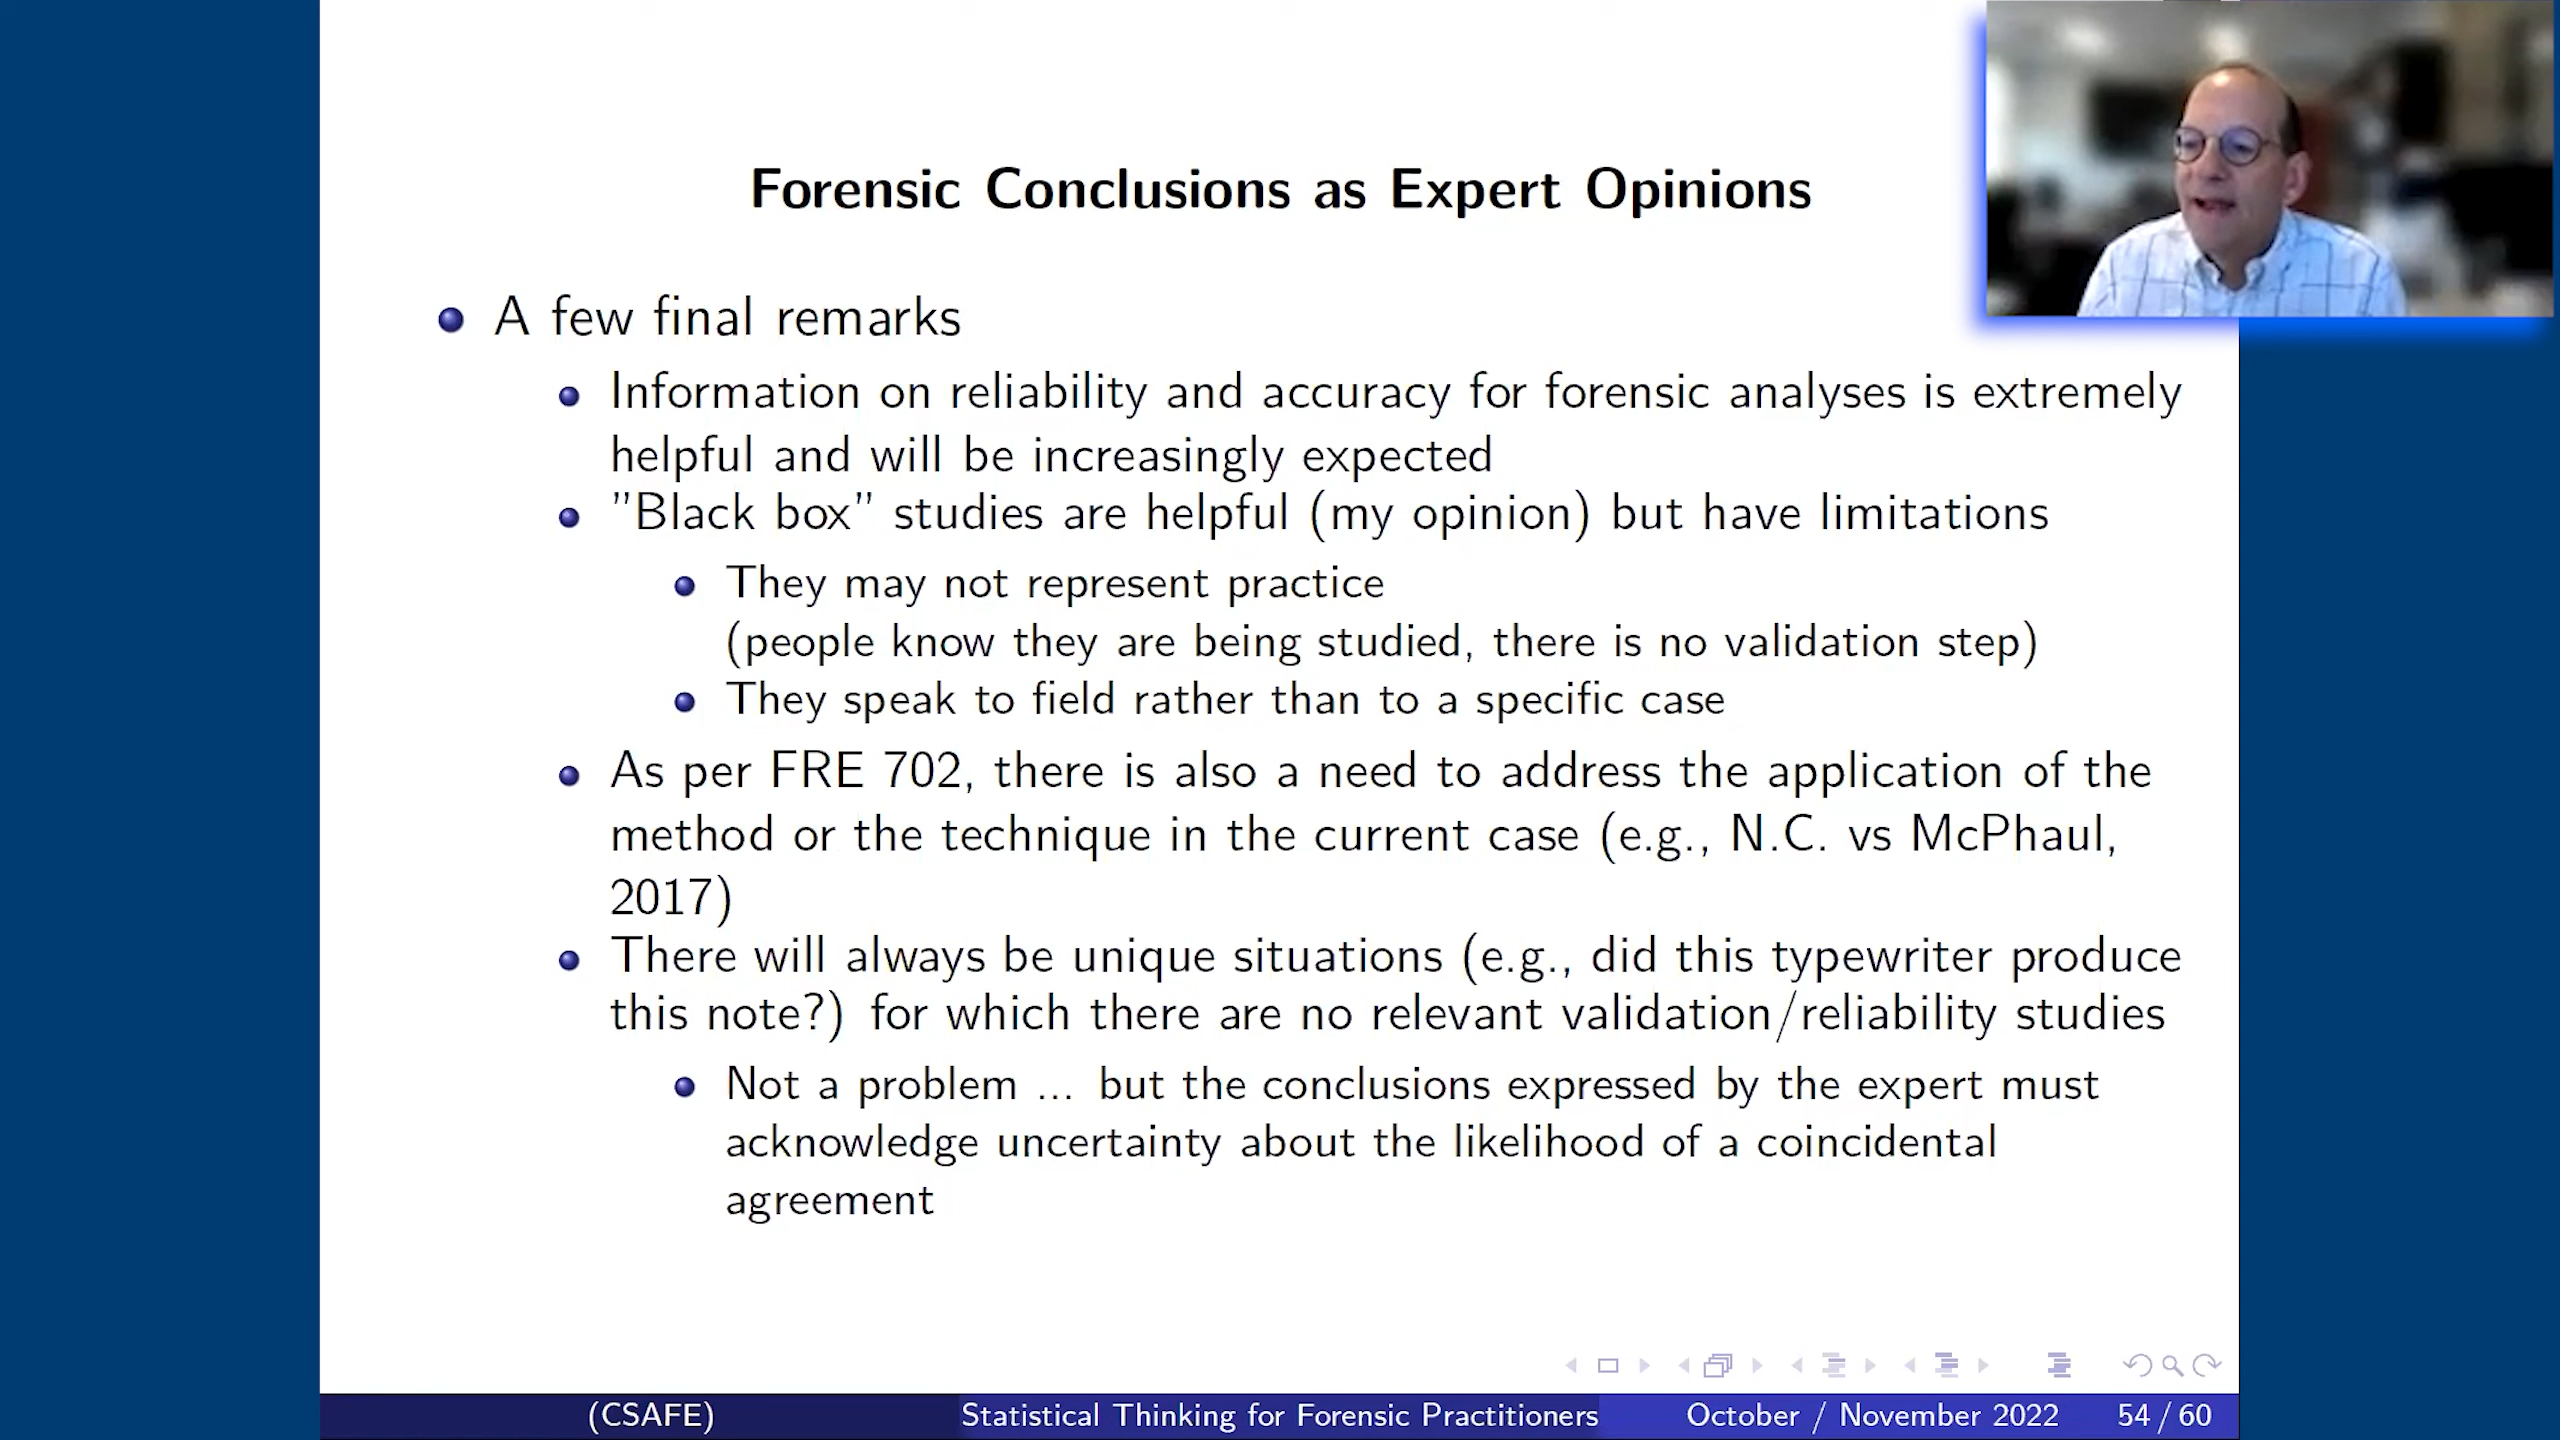 Forensic Conclusions as Expert Opinions
A few final remarks
Information on reliability and accuracy for forensic analyses is extremely
helpful and will be increasingly expected
”Black box” studies are helpful (my opinion) but have limitations
They may not represent practice
(people know they are being studied, there is no validation step)
They speak to field rather than to a specific case
As per FRE 702, there is also a need to address the application of the
method or the technique in the current case (e.g., N.C. vs McPhaul,
2017)
There will always be unique situations (e.g., did this typewriter produce
this note?) for which there are no relevant validation/reliability studies
Not a problem ... but the conclusions expressed by the expert must
acknowledge uncertainty about the likelihood of a coincidental
agreement
(CSAFE) Statistical Thinking for Forensic Practitioners October / November 2022 54 / 60